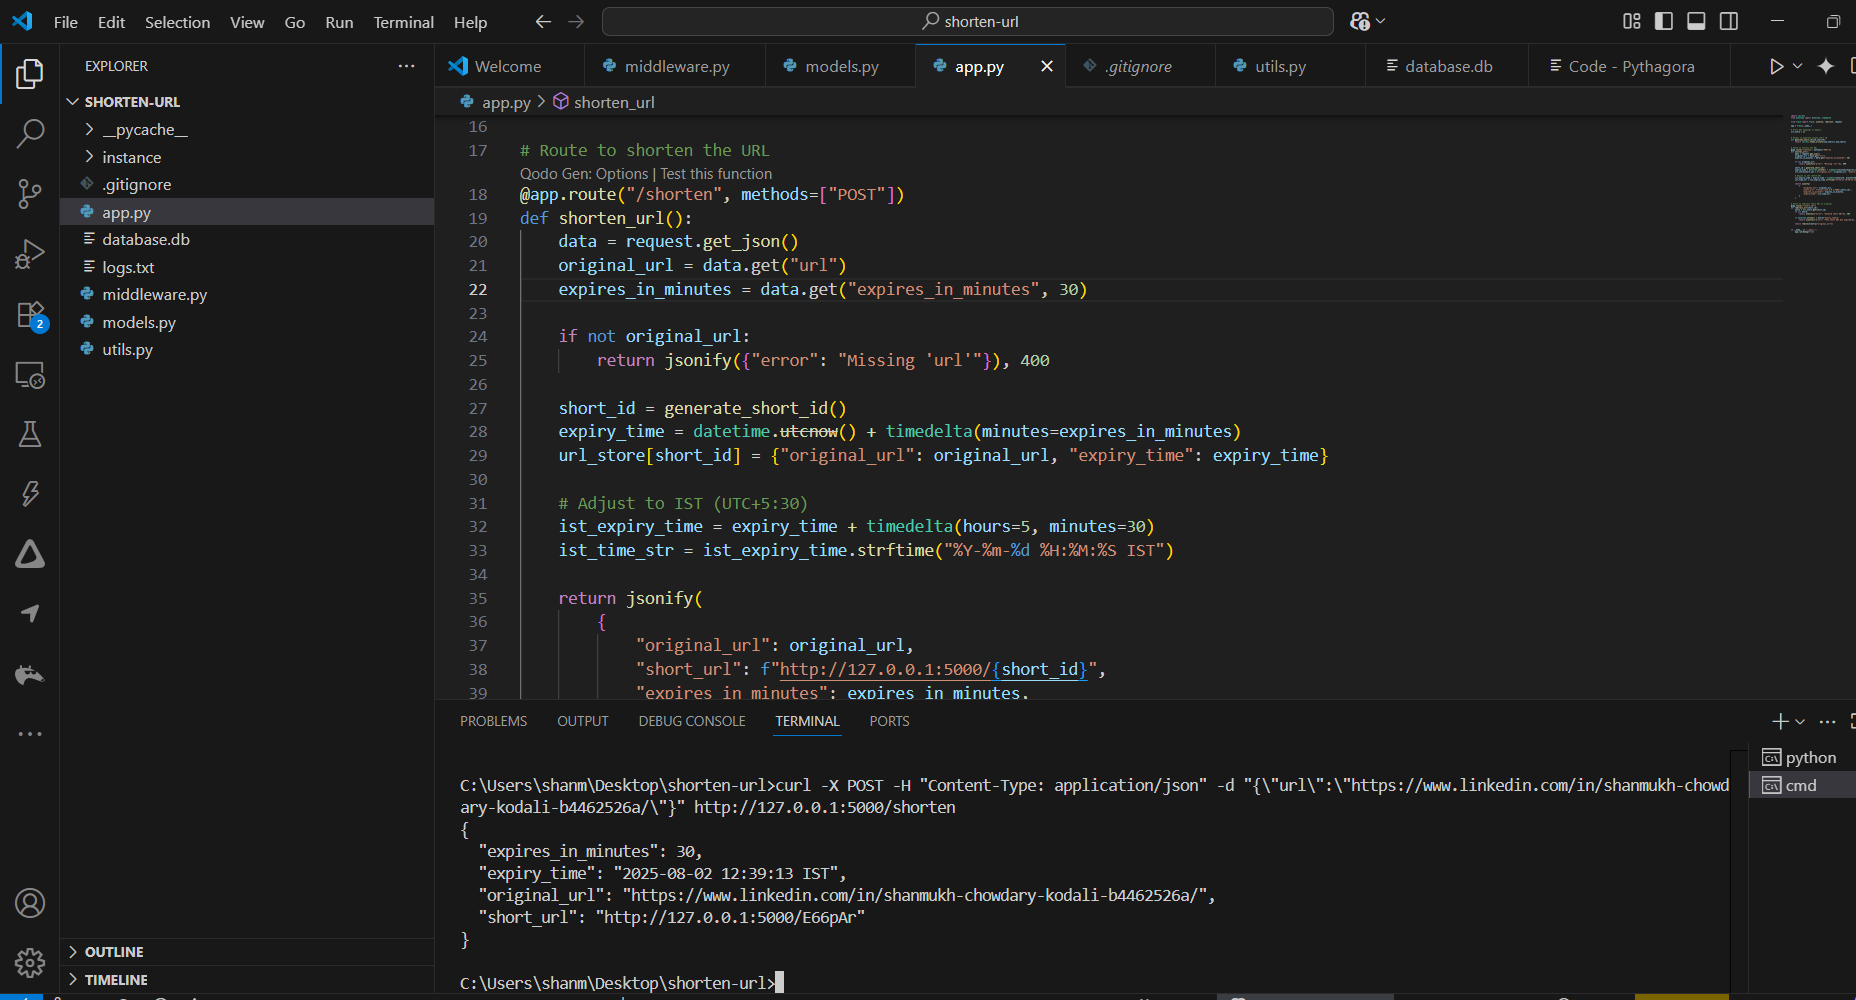 File Edit Selection View Go Run Terminal Help
shorten-url
EXPLORER
SHORTEN-URL
__pycache__
instance
.gitignore
app.py
database.db
logs.txt
middleware.py
models.py
utils.py
2
OUTLINE
TIMELINE
Welcome middleware.py models.py app.py .gitignore utils.py database.db Code - Pythagora
app.py > shorten_url
16
17 # Route to shorten the URL
Qodo Gen: Options | Test this function
18 @app.route("/shorten", methods=["POST"])
19 def shorten_url():
20 data = request.get_json()
21 original_url = data.get("url")
22 expires_in_minutes = data.get("expires_in_minutes", 30)
23
24 if not original_url:
25 return jsonify({"error": "Missing 'url'"}), 400
26
27 short_id = generate_short_id()
28 expiry_time = datetime.utcnow() + timedelta(minutes=expires_in_minutes)
29 url_store[short_id] = {"original_url": original_url, "expiry_time": expiry_time}
30
31 # Adjust to IST (UTC+5:30)
32 ist_expiry_time = expiry_time + timedelta(hours=5, minutes=30)
33 ist_time_str = ist_expiry_time.strftime("%Y-%m-%d %H:%M:%S IST")
34
35 return jsonify(
36 {
37 "original_url": original_url,
38 "short_url": f"http://127.0.0.1:5000/{short_id}",
39 "expires_in_minutes": expires_in_minutes,
PROBLEMS OUTPUT DEBUG CONSOLE TERMINAL PORTS
python
cmd
C:\Users\shanm\Desktop\shorten-url>curl -X POST -H "Content-Type: application/json" -d "{\"url\":\"https://www.linkedin.com/in/shanmukh-chowd
ary-kodali-b4462526a/\"}" http://127.0.0.1:5000/shorten
{
"expires_in_minutes": 30,
"expiry_time": "2025-08-02 12:39:13 IST",
"original_url": "https://www.linkedin.com/in/shanmukh-chowdary-kodali-b4462526a/",
"short_url": "http://127.0.0.1:5000/E66pAr"
}
C:\Users\shanm\Desktop\shorten-url>